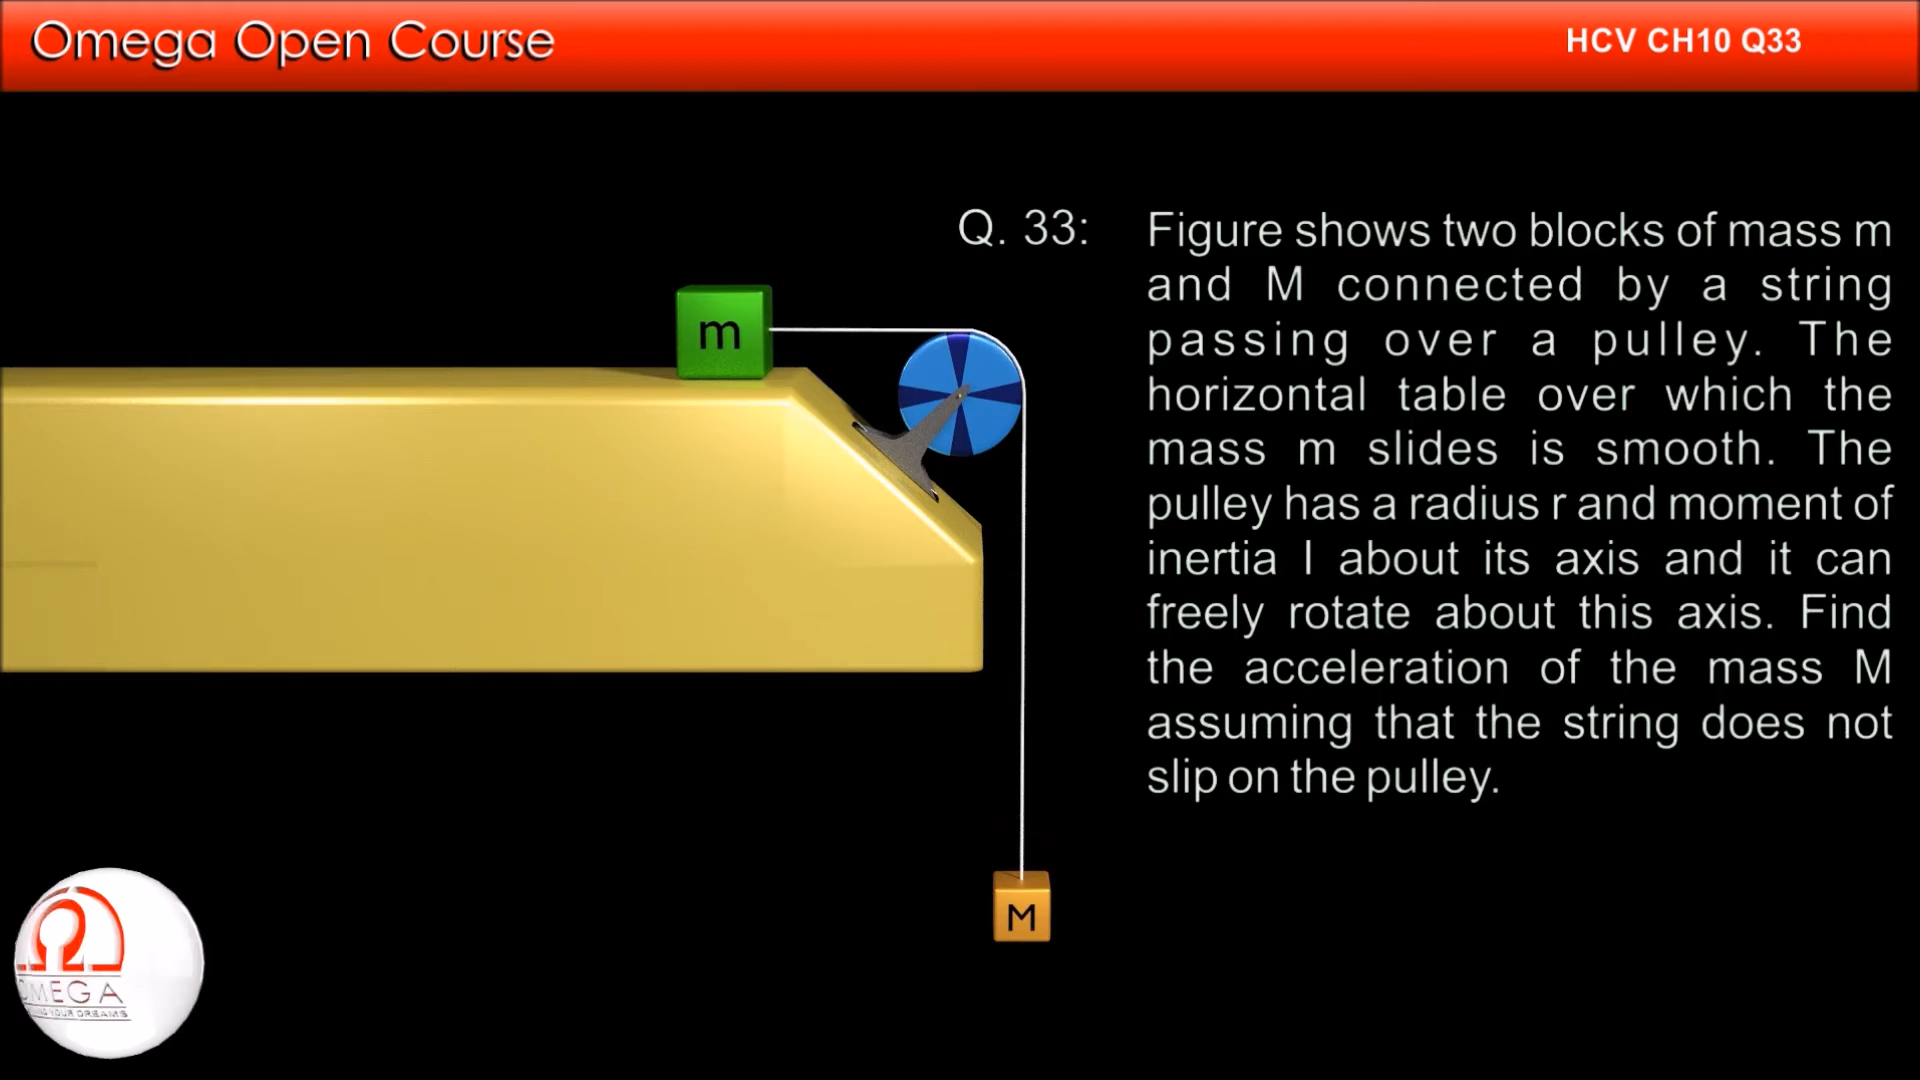 Omega Open Course
HCV CH10 Q33
Q. 33:
Figure shows two blocks of mass m
and M connected by a string
passing over a pulley. The
horizontal table over which the
mass m slides is smooth. The
pulley has a radius r and moment of
inertia I about its axis and it can
freely rotate about this axis. Find
the acceleration of the mass M
assuming that the string does not
slip on the pulley.
m
M
OMEGA
YOUR DREAMS